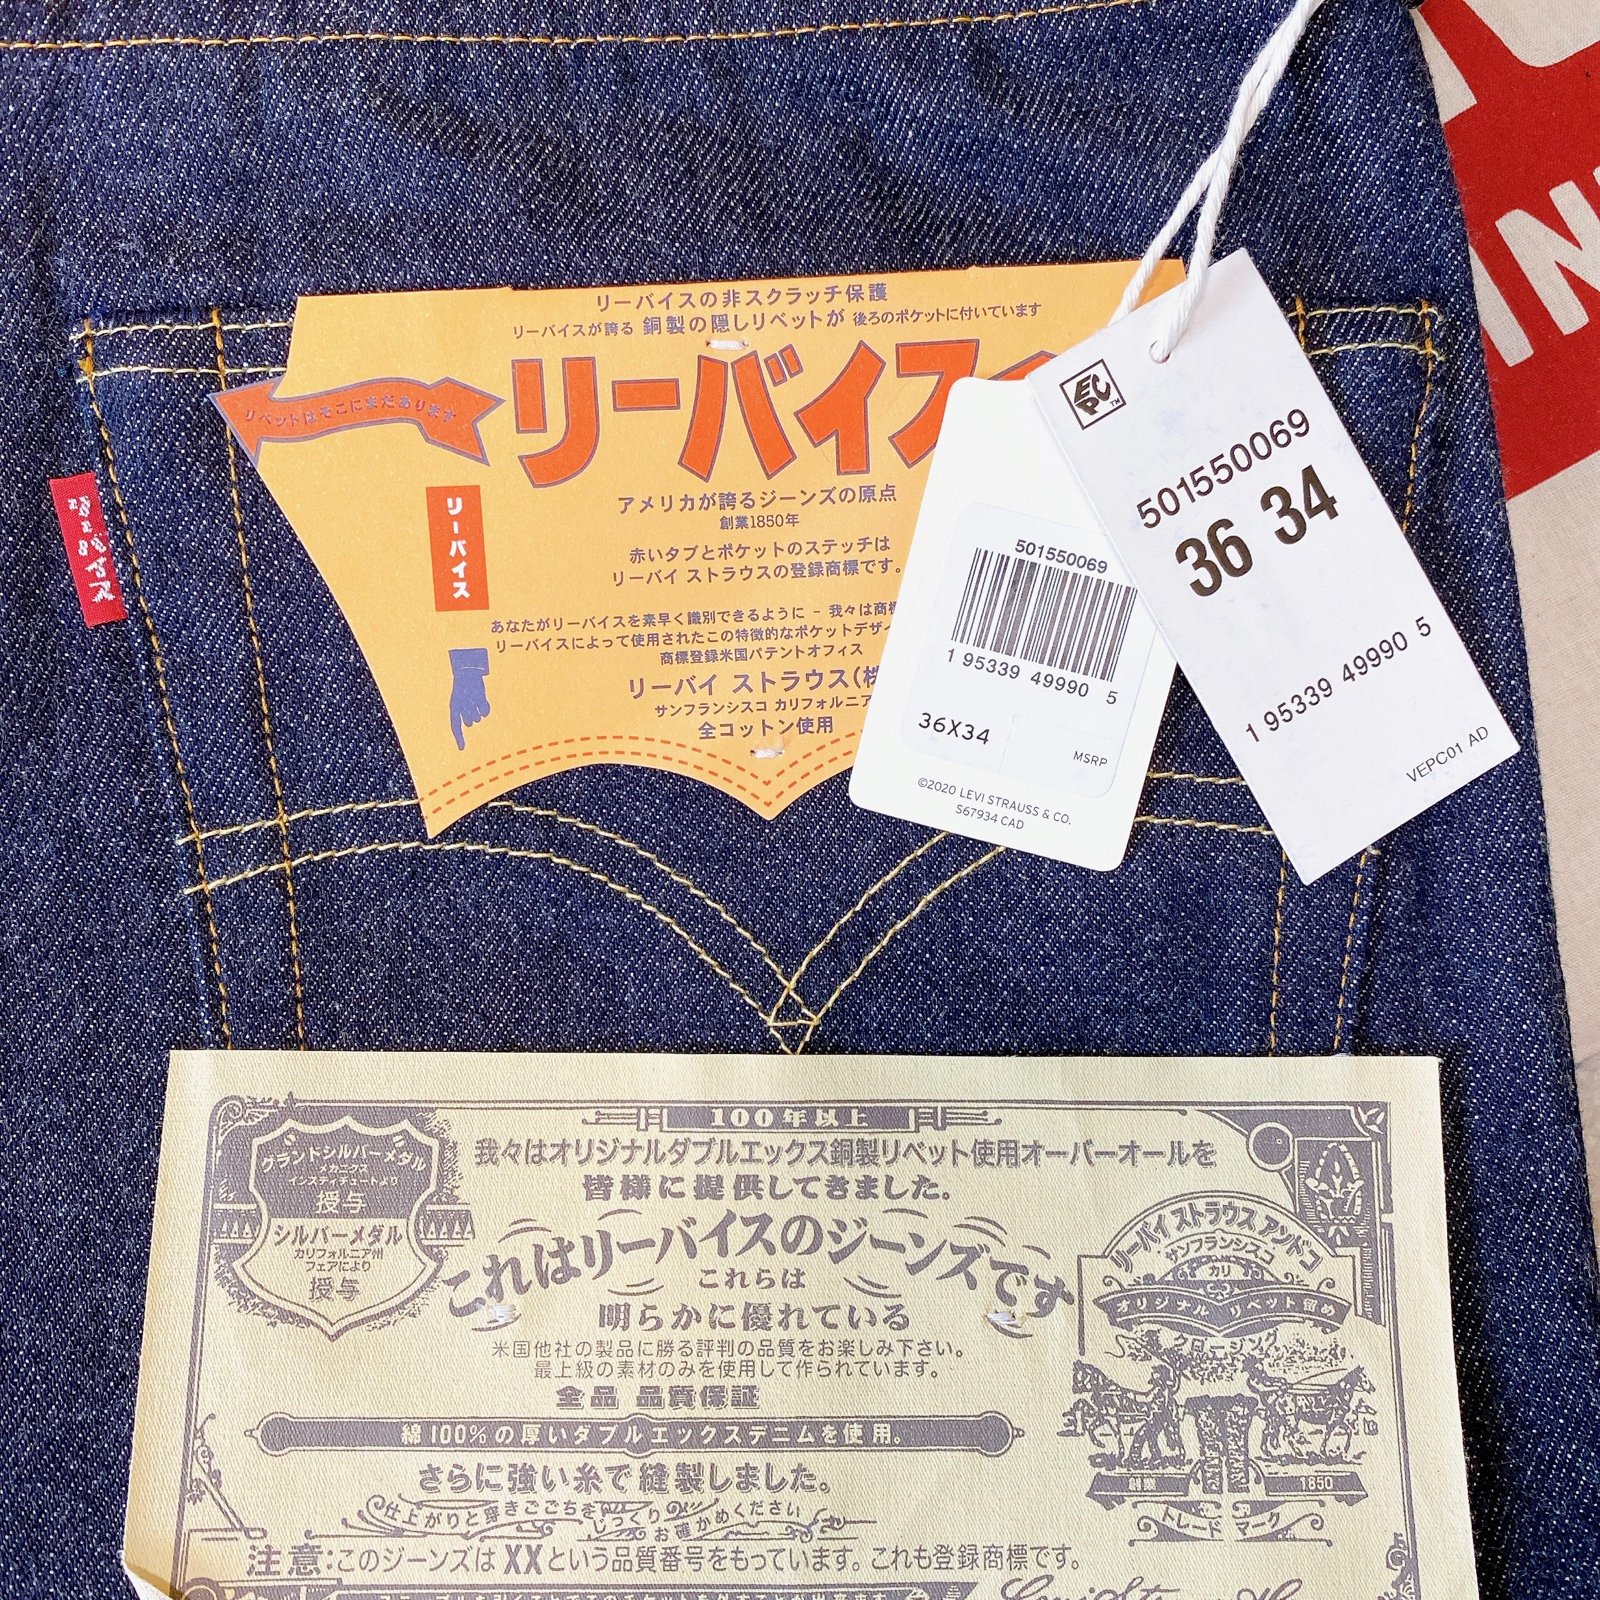 リーバイスの非スクラッチ保護
リーバイスが誇る 銅製の隠しリベットが 後ろのポケットに付いています
リベットはそこにまだあります
リーバイス
リーバイス
リーバイス
アメリカが誇るジーンズの原点
創業1850年
赤いタブとポケットのステッチは
リーバイ ストラウスの登録商標です。
あなたがリーバイスを素早く識別できるように - 我々は商標
リーバイスによって使用されたこの特徴的なポケットデザイ
商標登録米国パテントオフィス
リーバイ ストラウス(株
サンフランシスコ カリフォルニア
全コットン使用
501550069
1 95339 49990 5
36X34
MSRP
©2020 LEVI STRAUSS & CO.
S67934 CAD
EPC™
501550069
36 34
1 95339 49990 5
VEPC01 AD
IN
100年以上
我々はオリジナルダブルエックス銅製リベット使用オーバーオールを
皆様に提供してきました。
グランドシルバーメダル
メカニクス
インスティチュートより
授与
シルバーメダル
カリフォルニア州
フェアにより
授与
これはリーバイスのジーンズです
これらは
明らかに優れている
米国他社の製品に勝る評判の品質をお楽しみ下さい。
最上級の素材のみを使用して作られています。
全品 品質保証
綿100%の厚いダブルエックスデニムを使用。
さらに強い糸で縫製しました。
仕上がりと穿きごこちを
じっくり
お確かめください
リーバイ ストラウス アンド コ
サンフランシスコ
カリ
オリジナル リベット留め
クロージング
創業 1850
トレード マーク
注意:このジーンズはXXという品質番号をもっています。これも登録商標です。